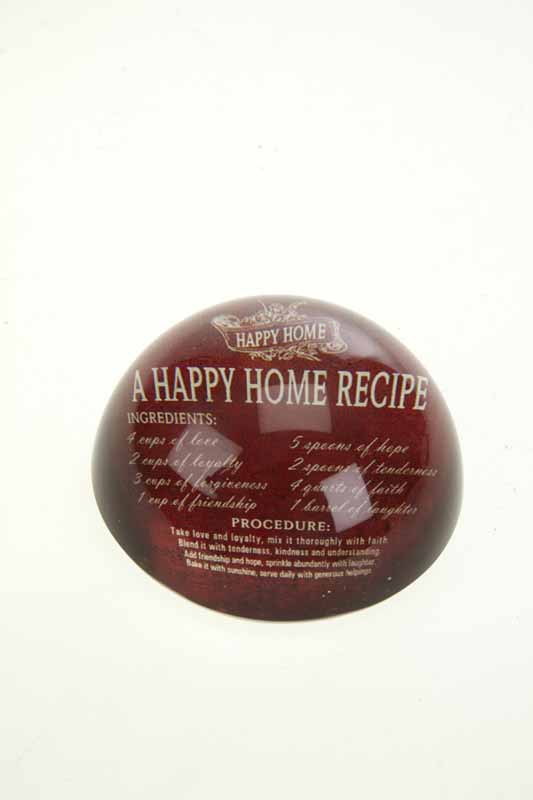 HAPPY HOME
A HAPPY HOME RECIPE
INGREDIENTS:
4 cups of love
2 cups of loyalty
3 cups of forgiveness
1 cup of friendship
5 spoons of hope
2 spoons of tenderness
4 quarts of faith
1 barrel of laughter
PROCEDURE:
Take love and loyalty, mix it thoroughly with faith.
Blend it with tenderness, kindness and understanding.
Add friendship and hope, sprinkle abundantly with laughter.
Bake it with sunshine, serve daily with generous helpings.